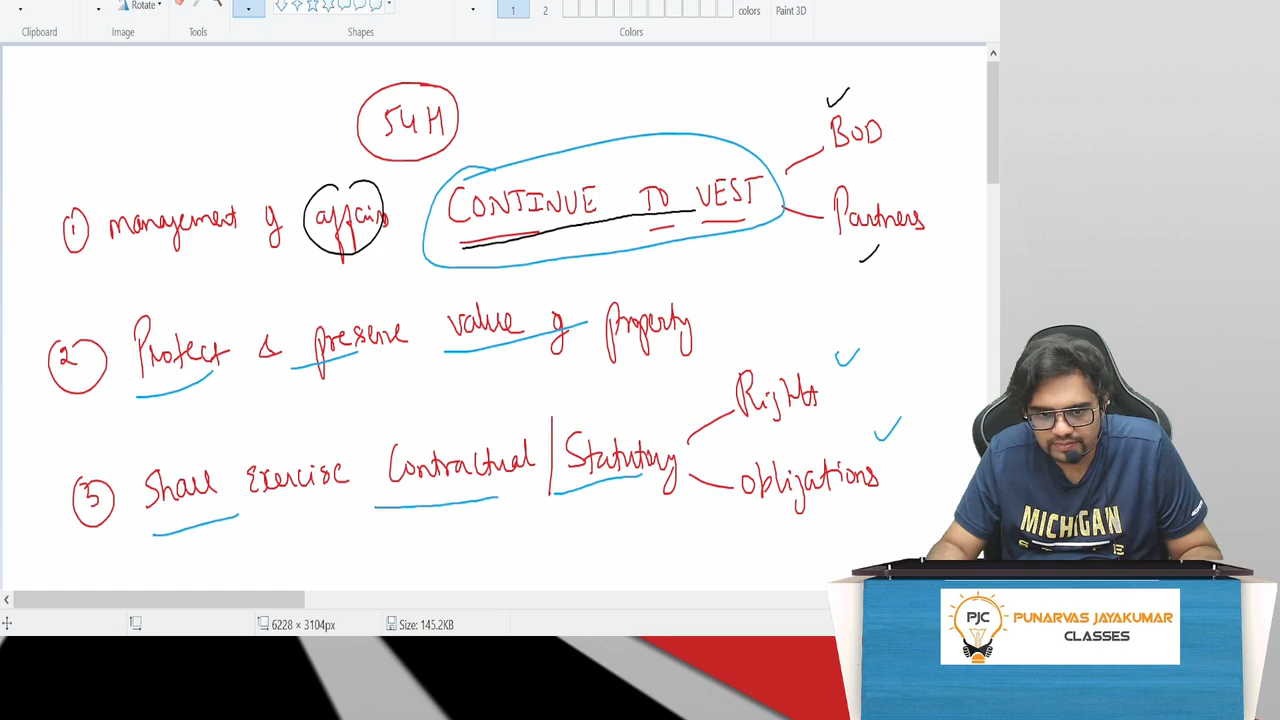 Rotate
1 2
colors
Paint 3D
Clipboard Image Tools Shapes Colors
54H
① management of affairs CONTINUE TO VEST
BOD
Partners
② Protect & preserve value of Property
③ Shall Exercise Contractual | Statutory
Rights
obligations
6228 × 3104px Size: 145.2KB
MICHIGAN
PJC PUNARVAS JAYAKUMAR
CLASSES